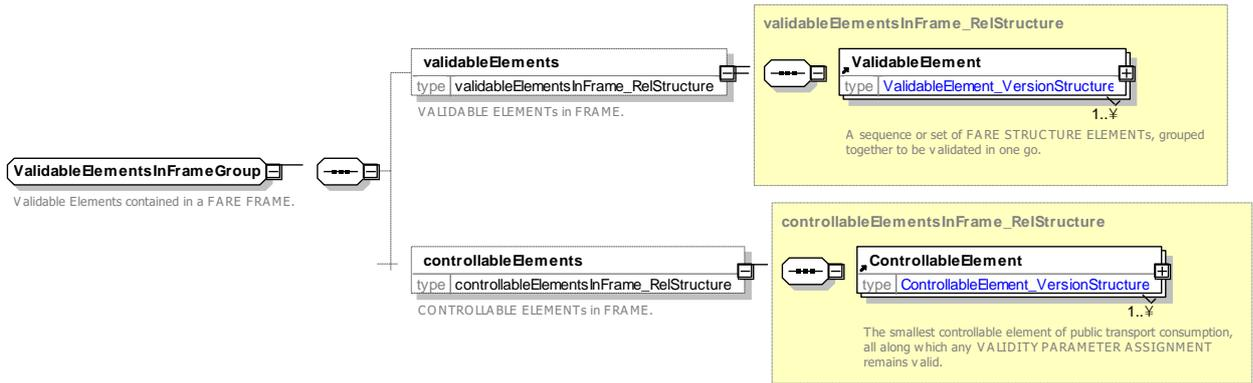 validableElementsInFrame_RelStructure
validableElements
type validableElementsInFrame_RelStructure
VALIDABLE ELEMENTs in FRAME.
ValidableElement
type ValidableElement_VersionStructure
1..¥
A sequence or set of FARE STRUCTURE ELEMENTs, grouped
together to be validated in one go.
ValidableElementsInFrameGroup
Validable Elements contained in a FARE FRAME.
controllableElementsInFrame_RelStructure
controllableElements
type controllableElementsInFrame_RelStructure
CONTROLLABLE ELEMENTs in FRAME.
ControllableElement
type ControllableElement_VersionStructure
1..¥
The smallest controllable element of public transport consumption,
all along which any VALIDITY PARAMETER ASSIGNMENT
remains valid.